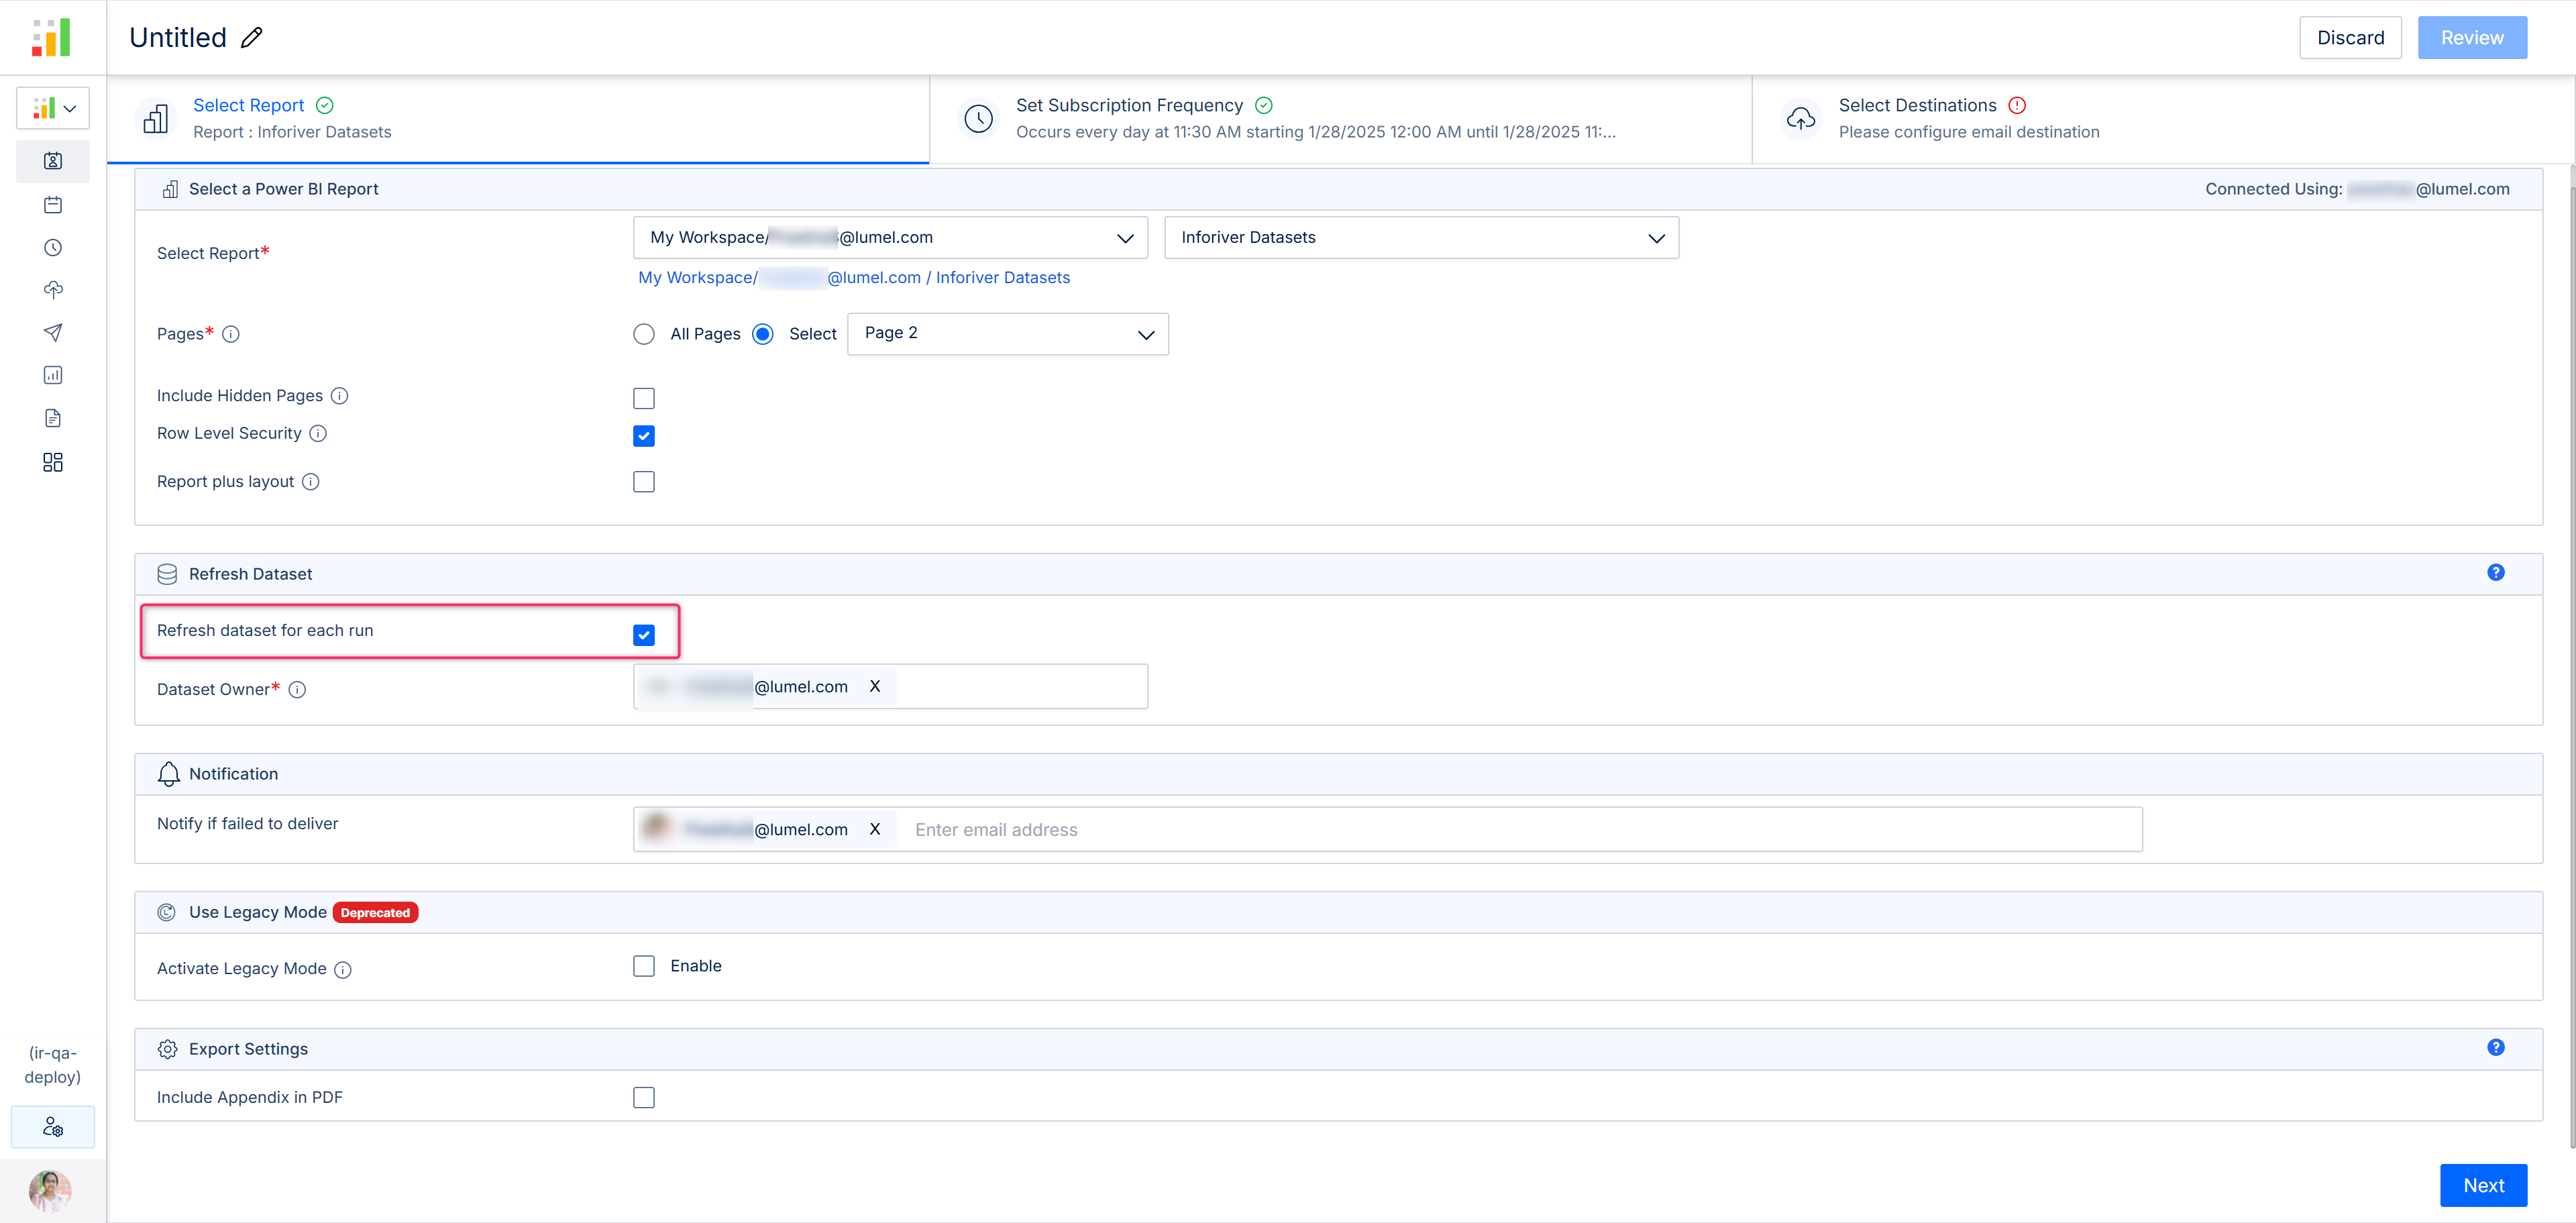 Untitled
Discard
Review
Select Report
Report : Inforiver Datasets
Set Subscription Frequency
Occurs every day at 11:30 AM starting 1/28/2025 12:00 AM until 1/28/2025 11:...
Select Destinations
Please configure email destination
Select a Power BI Report
Connected Using: @lumel.com
Select Report*
My Workspace/ @lumel.com
Inforiver Datasets
My Workspace/ @lumel.com / Inforiver Datasets
Pages*
All Pages
Select
Page 2
Include Hidden Pages
Row Level Security
Report plus layout
Refresh Dataset
?
Refresh dataset for each run
Dataset Owner*
@lumel.com X
Notification
Notify if failed to deliver
@lumel.com X
Enter email address
Use Legacy Mode Deprecated
Activate Legacy Mode
Enable
Export Settings
?
Include Appendix in PDF
(ir-qa-
deploy)
Next